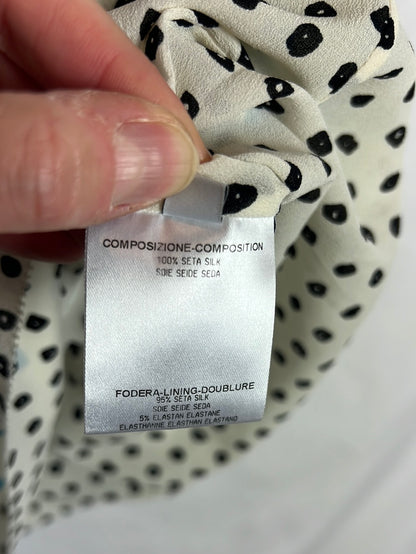 COMPOSIZIONE-COMPOSITION
100% SETA SILK
SOIE SEIDE SEDA
FODERA-LINING-DOUBLURE
95% SETA SILK
SOIE SEIDE SEDA
5% ELASTAN ELASTANE
ELASTHANNE ELASTHAN ELASTANO